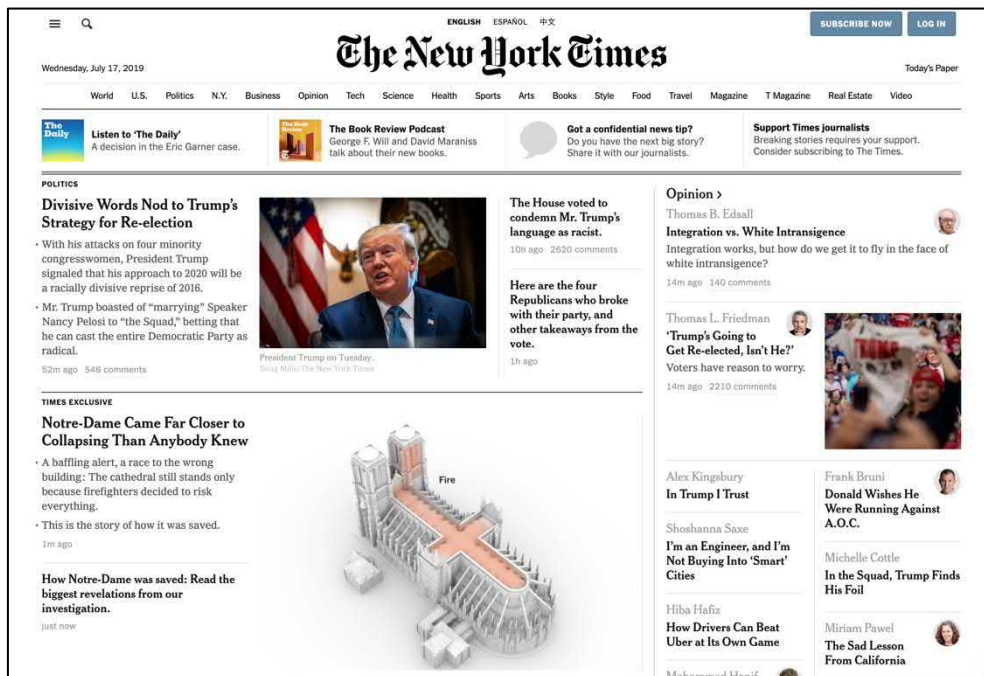 ENGLISH ESPAÑOL 中文
SUBSCRIBE NOW LOG IN
The New York Times
Wednesday, July 17, 2019
Today's Paper
World U.S. Politics N.Y. Business Opinion Tech Science Health Sports Arts Books Style Food Travel Magazine T Magazine Real Estate Video
The Daily
Listen to 'The Daily'
A decision in the Eric Garner case.
The Book Review
The Book Review Podcast
George F. Will and David Maraniss
talk about their new books.
Got a confidential news tip?
Do you have the next big story?
Share it with our journalists.
Support Times journalists
Breaking stories requires your support.
Consider subscribing to The Times.
POLITICS
Divisive Words Nod to Trump's
Strategy for Re-election
• With his attacks on four minority
congresswomen, President Trump
signaled that his approach to 2020 will be
a racially divisive reprise of 2016.
• Mr. Trump boasted of "marrying" Speaker
Nancy Pelosi to "the Squad," betting that
he can cast the entire Democratic Party as
radical.
52m ago 546 comments
President Trump on Tuesday.
Doug Mills/The New York Times
The House voted to
condemn Mr. Trump's
language as racist.
10h ago 2620 comments
Here are the four
Republicans who broke
with their party, and
other takeaways from the
vote.
1h ago
TIMES EXCLUSIVE
Notre-Dame Came Far Closer to
Collapsing Than Anybody Knew
• A baffling alert, a race to the wrong
building: The cathedral still stands only
because firefighters decided to risk
everything.
• This is the story of how it was saved.
1m ago
How Notre-Dame was saved: Read the
biggest revelations from our
investigation.
just now
Fire
Opinion >
Thomas B. Edsall
Integration vs. White Intransigence
Integration works, but how do we get it to fly in the face of
white intransigence?
14m ago 140 comments
Thomas L. Friedman
'Trump's Going to
Get Re-elected, Isn't He?'
Voters have reason to worry.
14m ago 2210 comments
Alex Kingsbury
In Trump I Trust
Shoshanna Saxe
I'm an Engineer, and I'm
Not Buying Into 'Smart'
Cities
Hiba Hafiz
How Drivers Can Beat
Uber at Its Own Game
Frank Bruni
Donald Wishes He
Were Running Against
A.O.C.
Michelle Cottle
In the Squad, Trump Finds
His Foil
Miriam Pawel
The Sad Lesson
From California